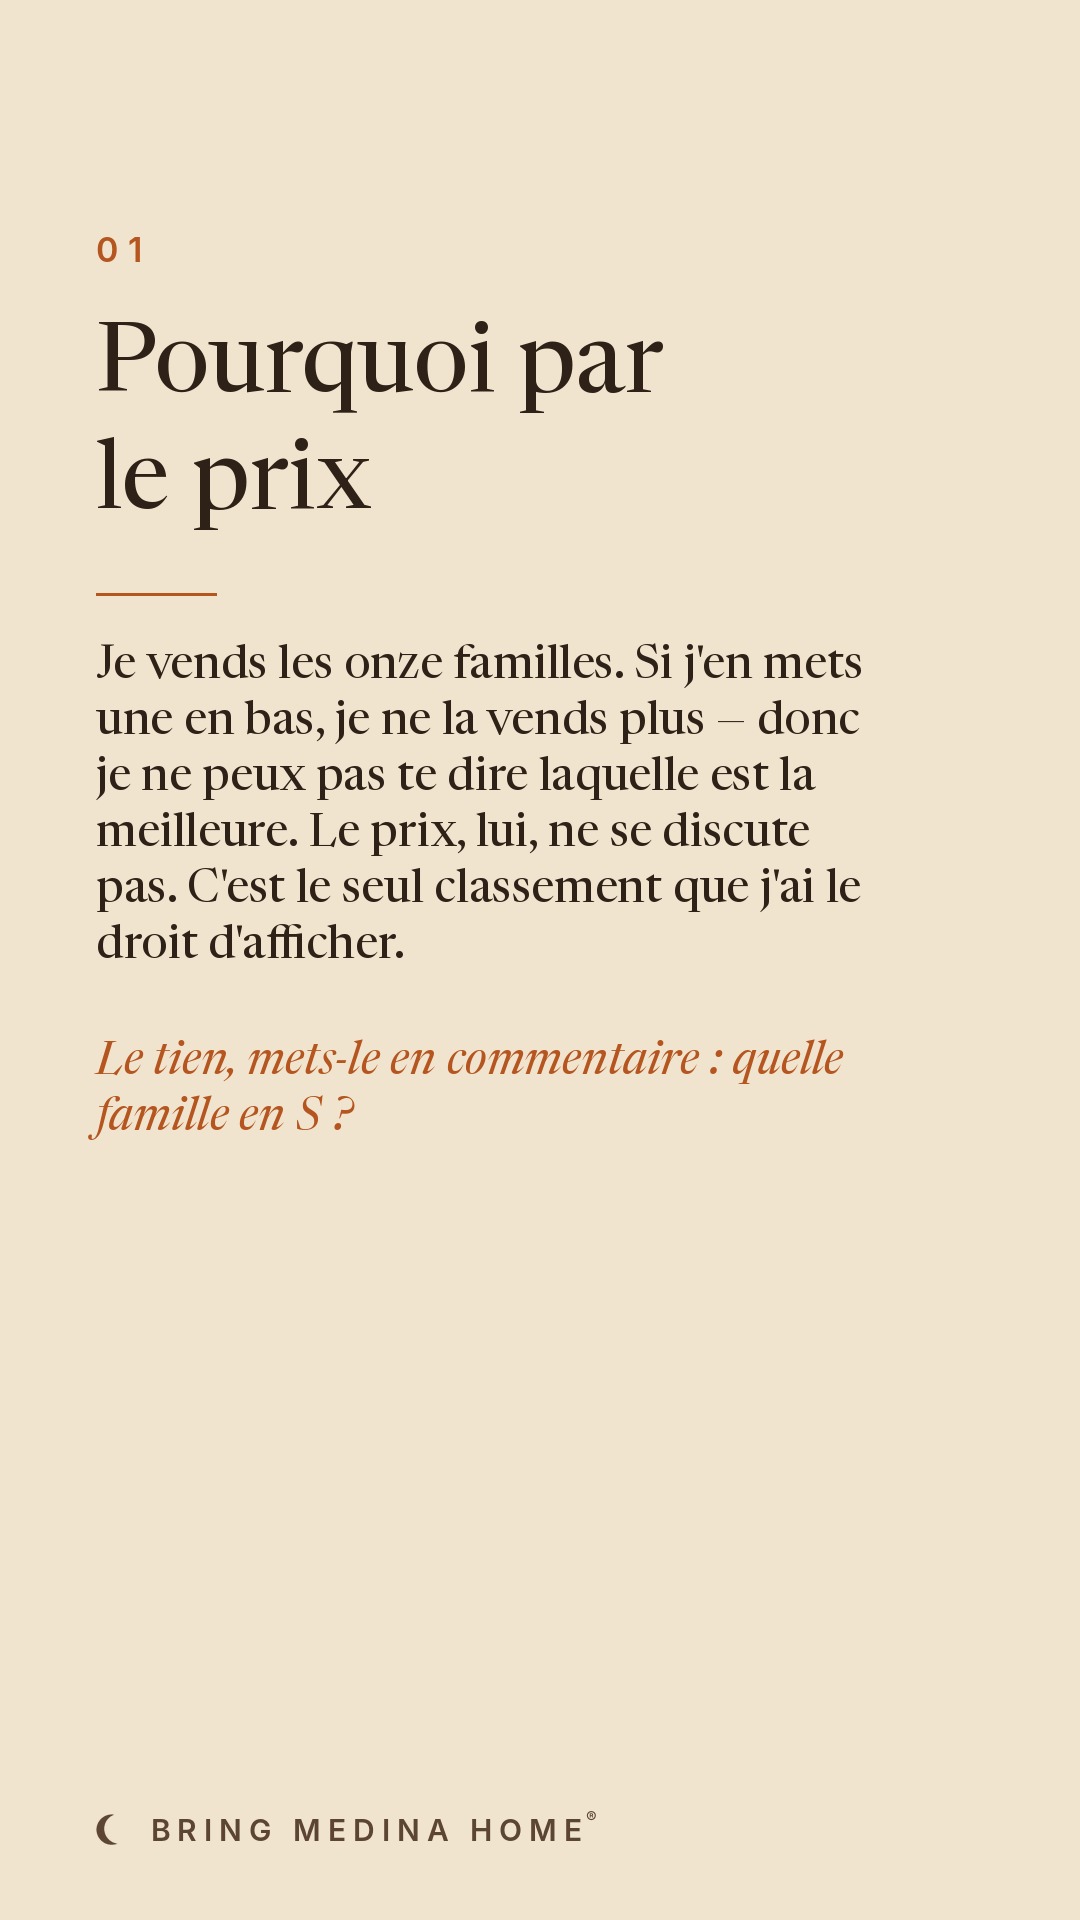 01
Pourquoi par
le prix
Je vends les onze familles. Si j'en mets
une en bas, je ne la vends plus — donc
je ne peux pas te dire laquelle est la
meilleure. Le prix, lui, ne se discute
pas. C'est le seul classement que j'ai le
droit d'afficher.
Le tien, mets-le en commentaire : quelle
famille en S ?
BRING MEDINA HOME®